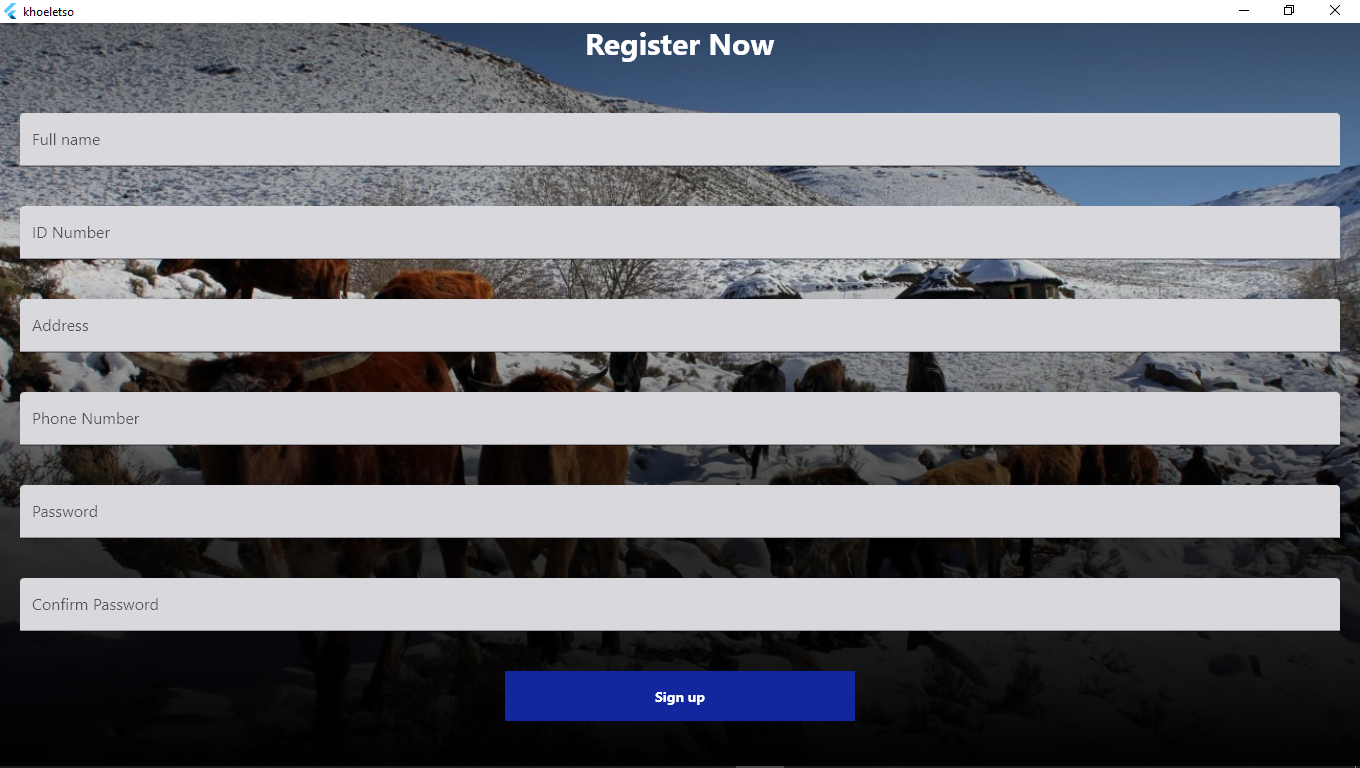 khoeletso
Register Now
Full name
ID Number
Address
Phone Number
Password
Confirm Password
Sign up